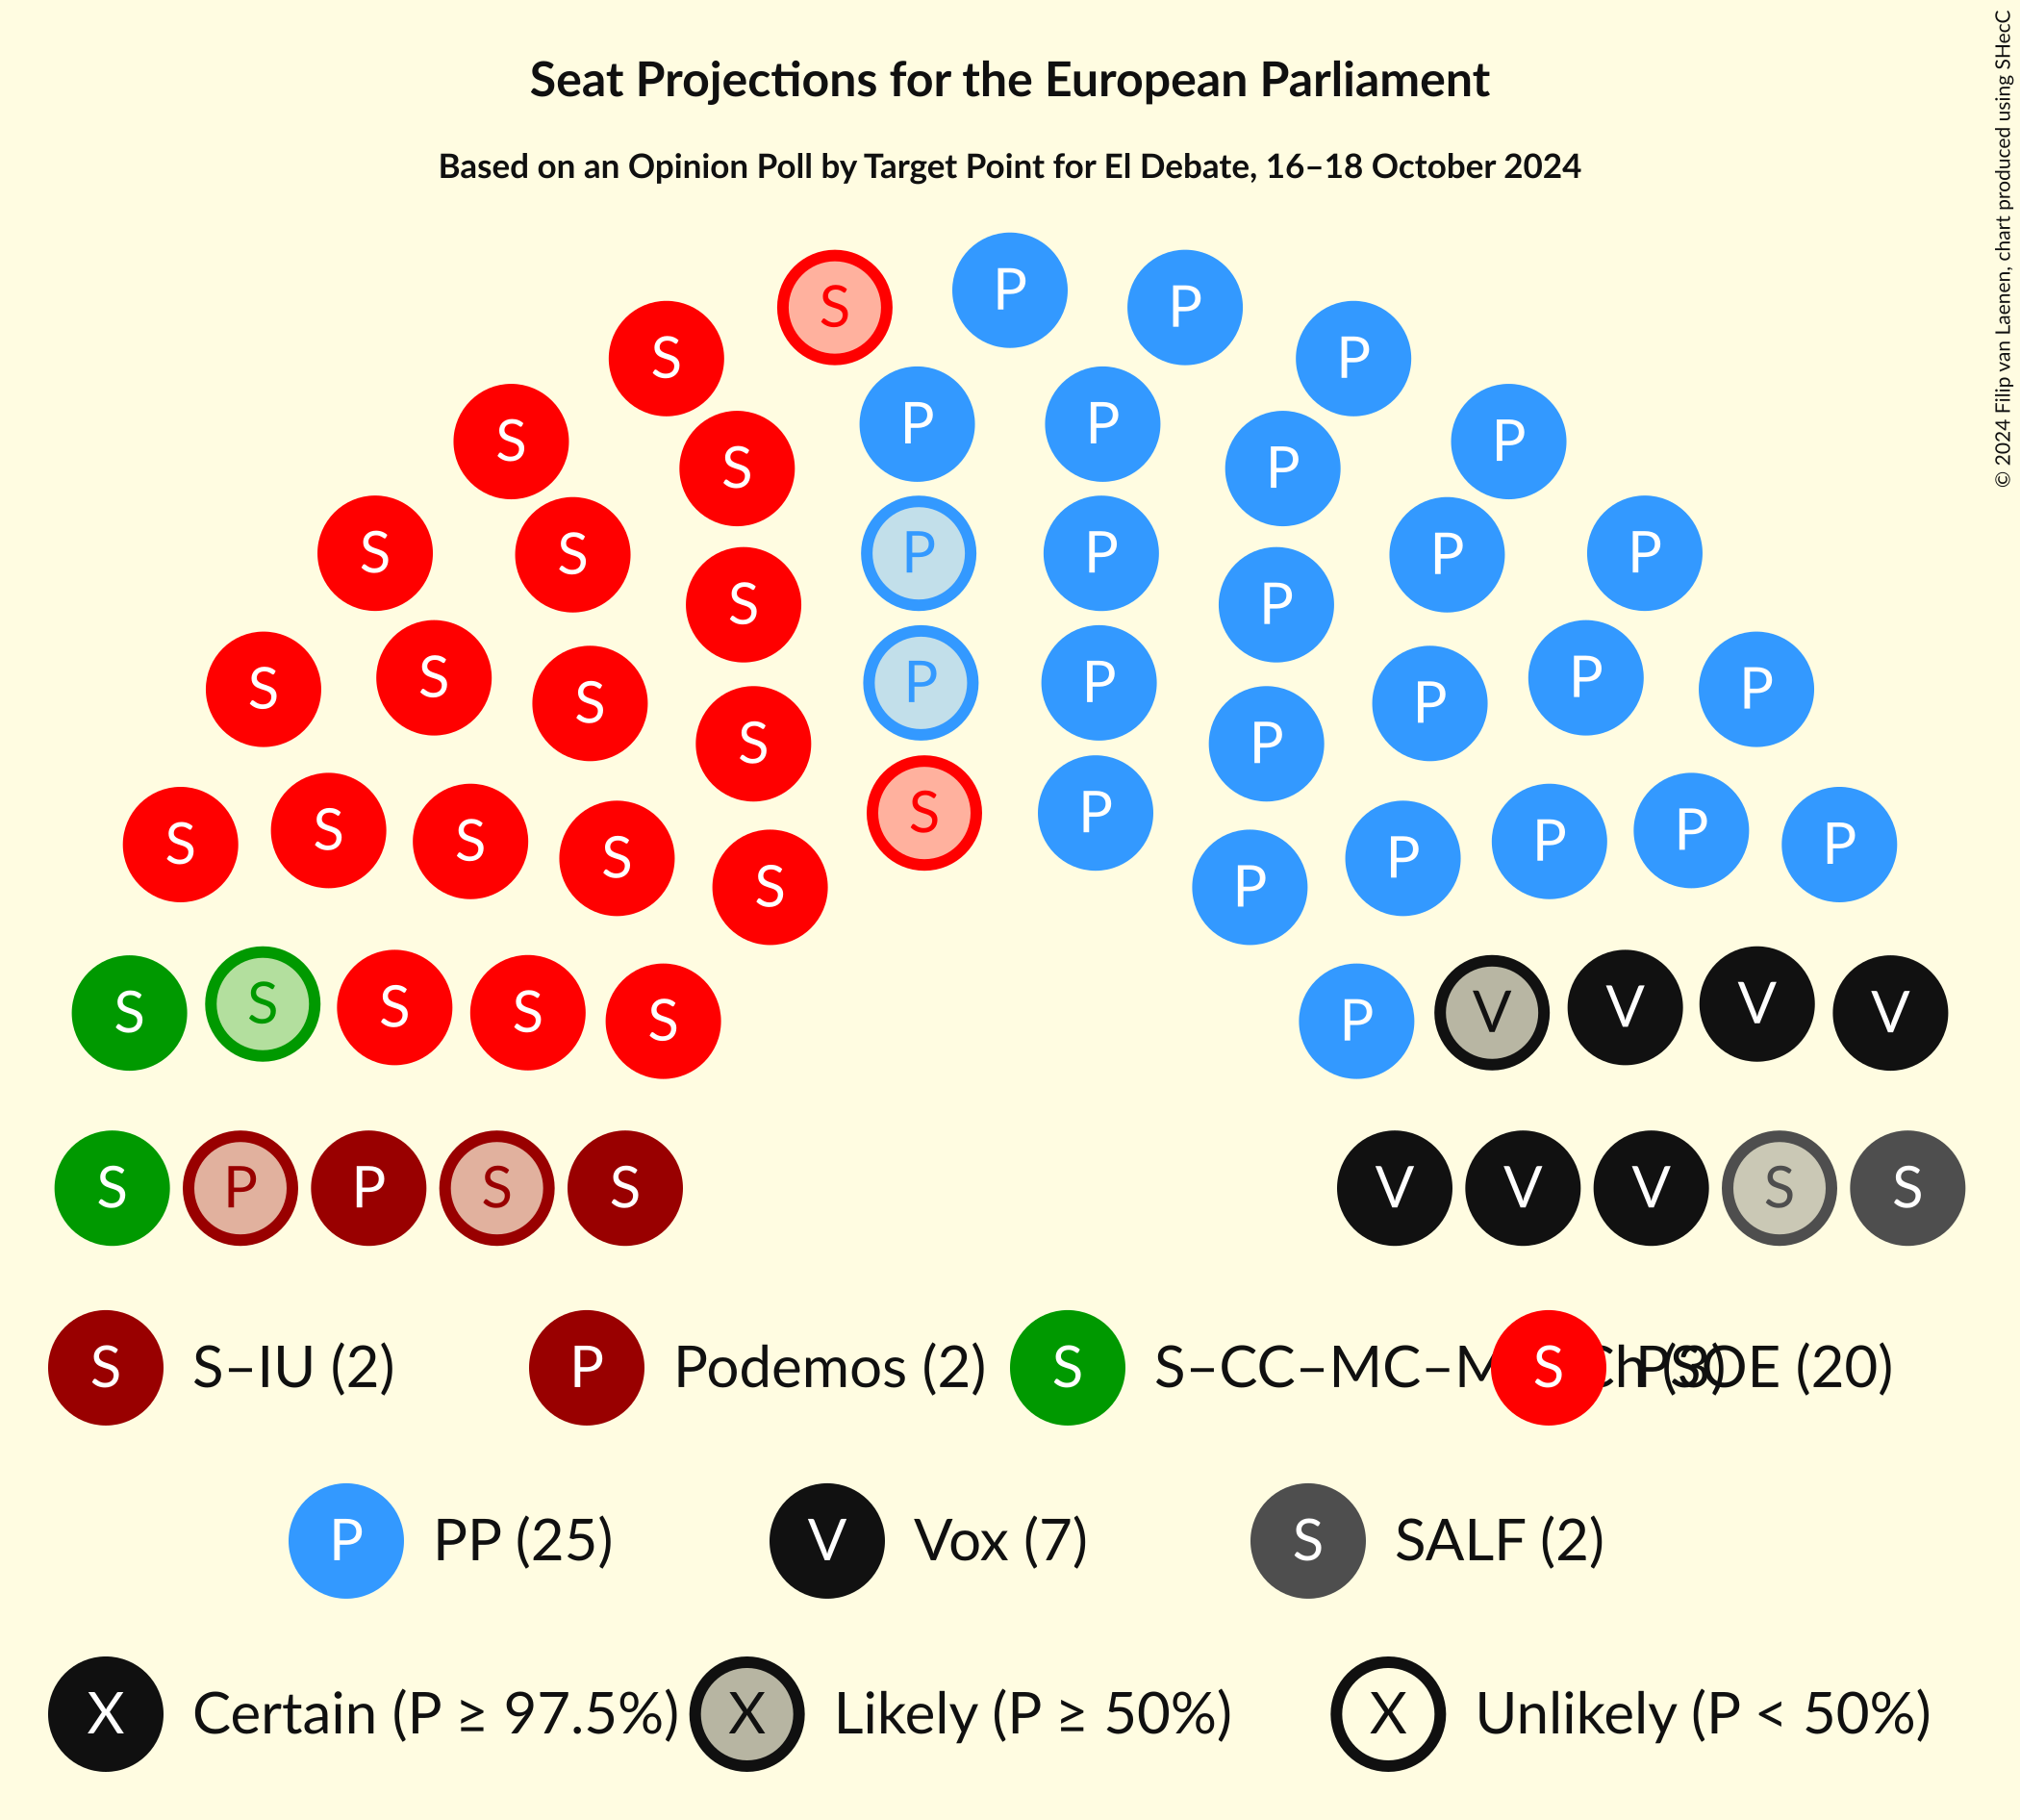 Seat Projections for the European Parliament
Based on an Opinion Poll by Target Point for El Debate, 16–18 October 2024
© 2024 Filip van Laenen, chart produced using SHecC
S P P
S P
S P P P
S P
S S P P P P
S P
S S S P P P P P
S P
S S S S S S P P P P P P
S S S S S P V V V V
S P P S S V V V S S
S S–IU (2) P Podemos (2) S S–CC–MC–M S PSOE (20)
P PP (25) V Vox (7) S SALF (2)
X Certain (P ≥ 97.5%) X Likely (P ≥ 50%) X Unlikely (P < 50%)